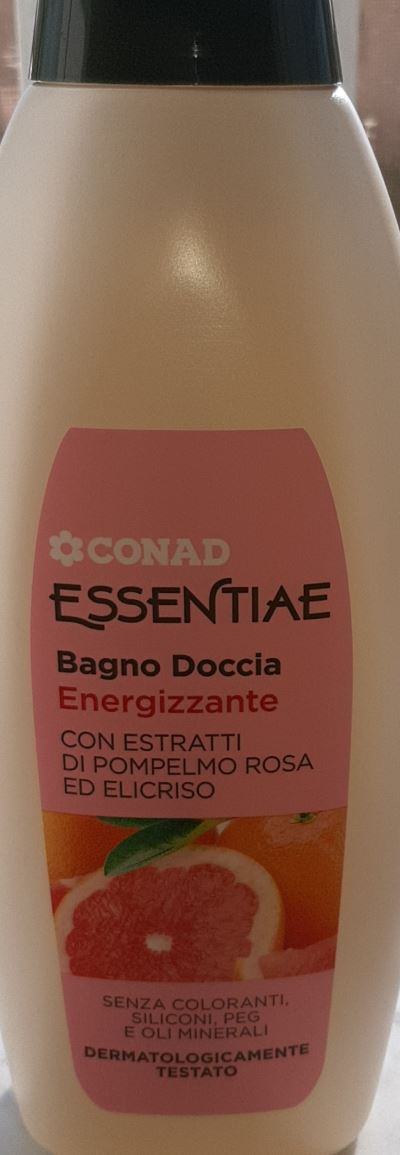 CONAD
ESSENTIAE
Bagno Doccia
Energizzante
CON ESTRATTI
DI POMPELMO ROSA
ED ELICRISO
SENZA COLORANTI,
SILICONI, PEG
E OLI MINERALI
DERMATOLOGICAMENTE
TESTATO